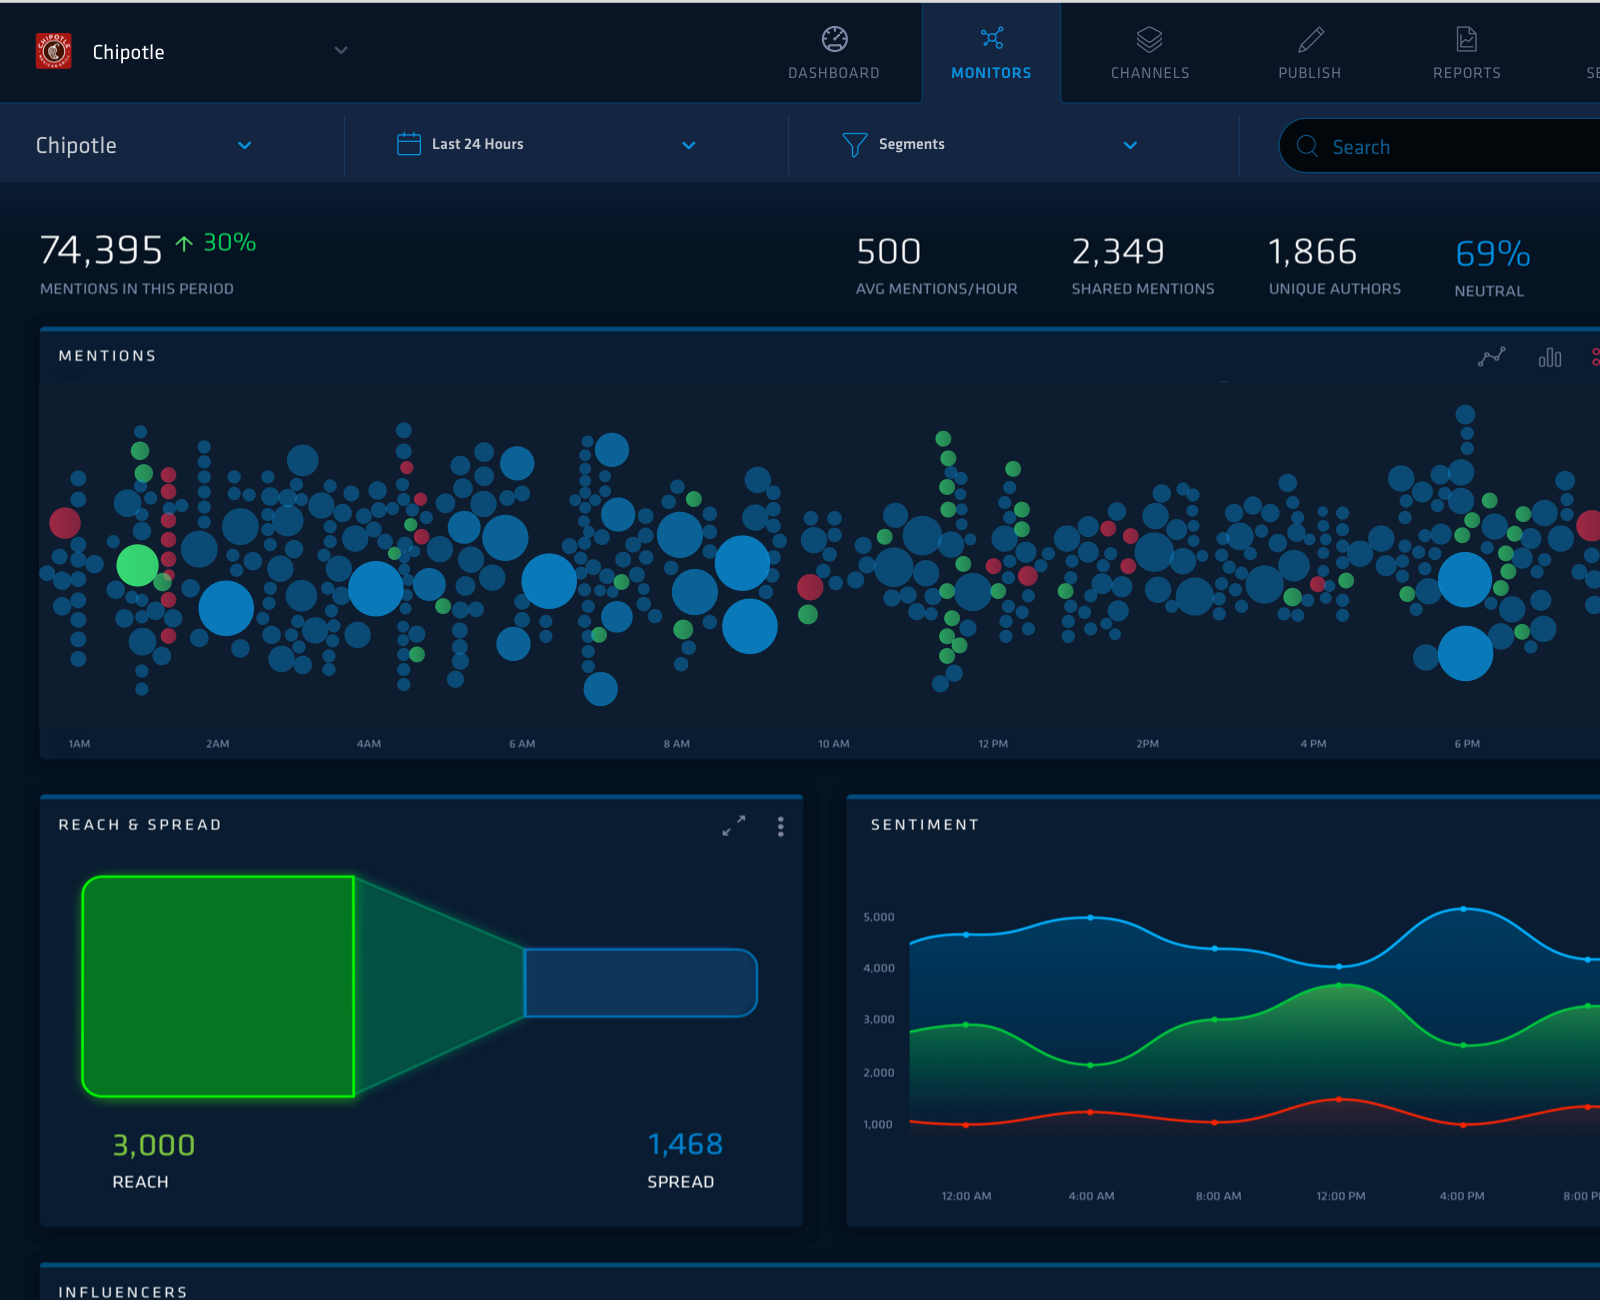 Chipotle
DASHBOARD
MONITORS
CHANNELS
PUBLISH
REPORTS
SE
Chipotle
Last 24 Hours
Segments
Search
74,395 ↑ 30%
MENTIONS IN THIS PERIOD
500
AVG MENTIONS/HOUR
2,349
SHARED MENTIONS
1,866
UNIQUE AUTHORS
69%
NEUTRAL
MENTIONS
1AM 2AM 4AM 6 AM 8 AM 10 AM 12 PM 2PM 4 PM 6 PM
REACH & SPREAD
3,000
REACH
1,468
SPREAD
SENTIMENT
5,000
4,000
3,000
2,000
1,000
12:00 AM 4:00 AM 8:00 AM 12:00 PM 4:00 PM 8:00 P
INFLUENCERS